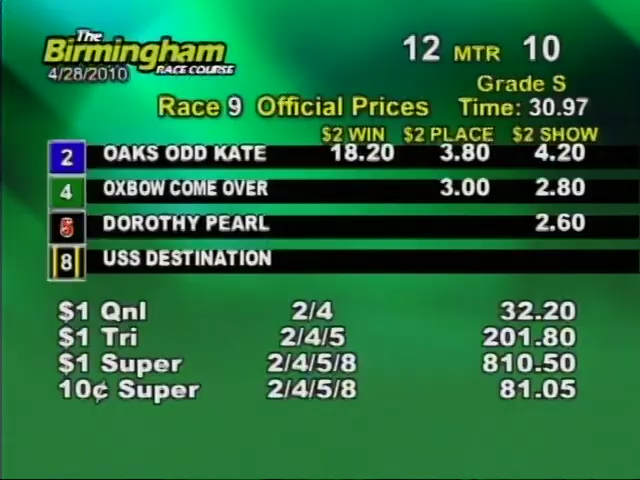 The
Birmingham
RACE COURSE
4/28/2010
12 MTR 10
Grade S
Race 9 Official Prices Time: 30.97
$2 WIN $2 PLACE $2 SHOW
2 OAKS ODD KATE 18.20 3.80 4.20
4 OXBOW COME OVER 3.00 2.80
5 DOROTHY PEARL 2.60
8 USS DESTINATION
$1 Qnl 2/4 32.20
$1 Tri 2/4/5 201.80
$1 Super 2/4/5/8 810.50
10¢ Super 2/4/5/8 81.05